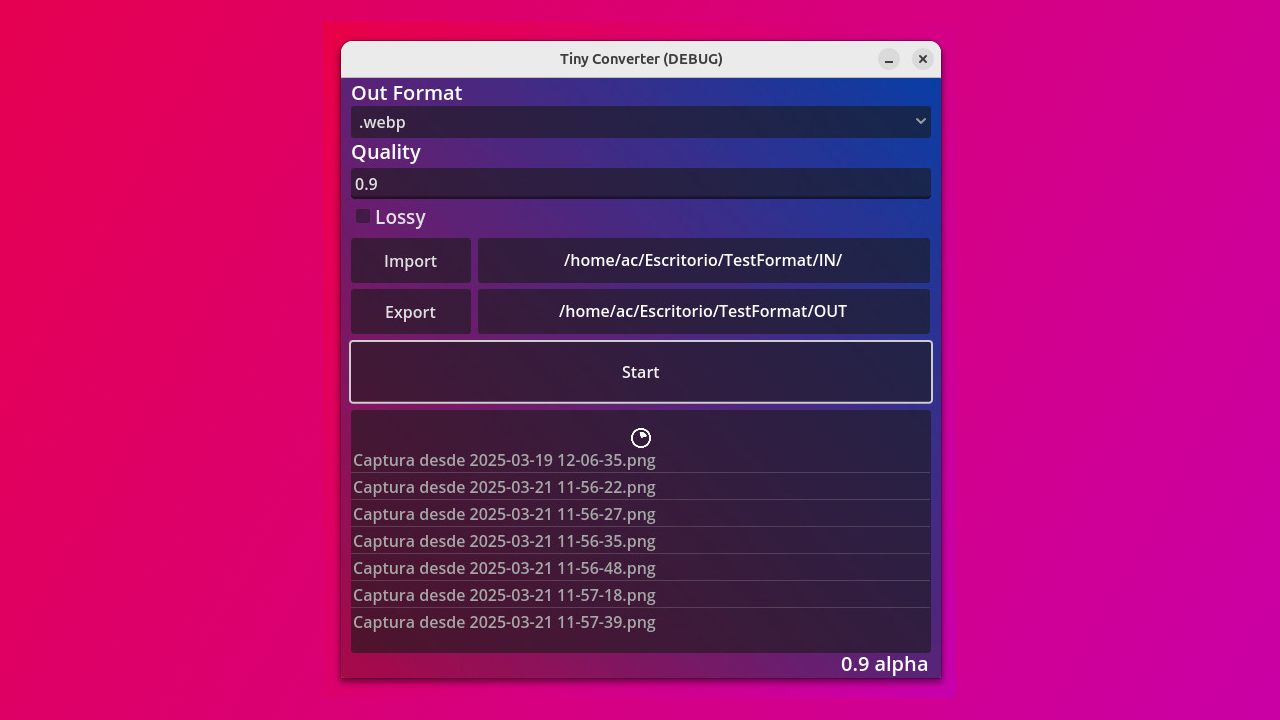 Tiny Converter (DEBUG)
Out Format
.webp
Quality
0.9
Lossy
Import
/home/ac/Escritorio/TestFormat/IN/
Export
/home/ac/Escritorio/TestFormat/OUT
Start
Captura desde 2025-03-19 12-06-35.png
Captura desde 2025-03-21 11-56-22.png
Captura desde 2025-03-21 11-56-27.png
Captura desde 2025-03-21 11-56-35.png
Captura desde 2025-03-21 11-56-48.png
Captura desde 2025-03-21 11-57-18.png
Captura desde 2025-03-21 11-57-39.png
0.9 alpha